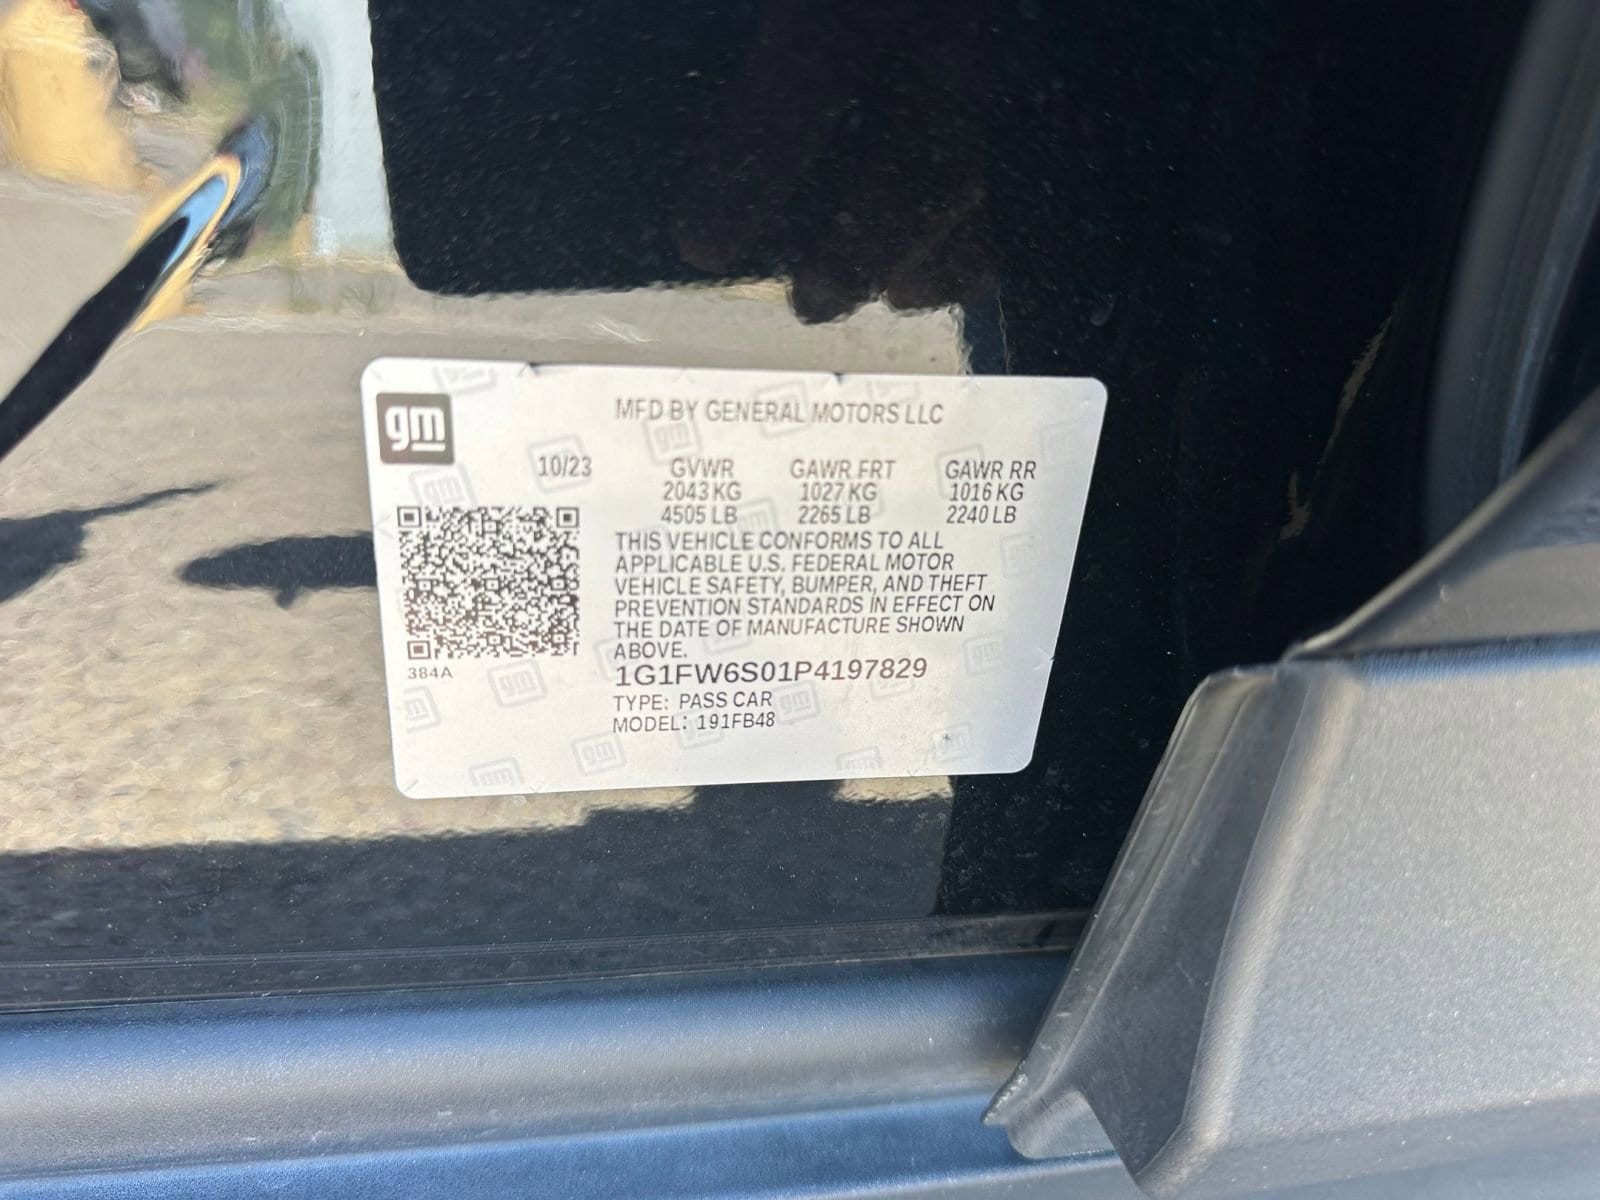 gm
MFD BY GENERAL MOTORS LLC
10/23 GVWR GAWR FRT GAWR RR
2043 KG 1027 KG 1016 KG
4505 LB 2265 LB 2240 LB
THIS VEHICLE CONFORMS TO ALL
APPLICABLE U.S. FEDERAL MOTOR
VEHICLE SAFETY, BUMPER, AND THEFT
PREVENTION STANDARDS IN EFFECT ON
THE DATE OF MANUFACTURE SHOWN
ABOVE.
384A
1G1FW6S01P4197829
TYPE: PASS CAR
MODEL: 191FB48